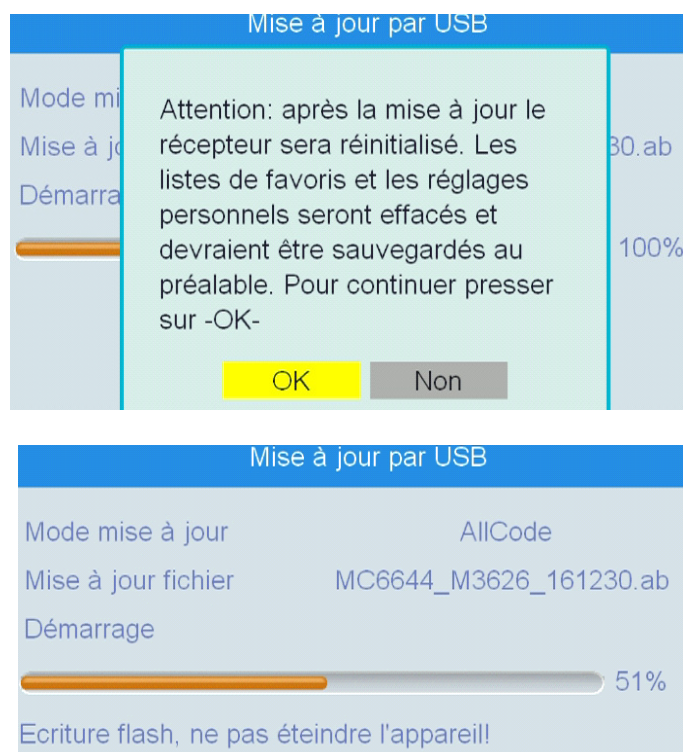 Mise à jour par USB
Mode mi
Attention: après la mise à jour le
Mise à jo
récepteur sera réinitialisé. Les
30.ab
listes de favoris et les réglages
Démarra
personnels seront effacés et
devraient être sauvegardés au
100%
préalable. Pour continuer presser
sur -OK-
OK Non
Mise à jour par USB
Mode mise à jour AllCode
Mise à jour fichier MC6644_M3626_161230.ab
Démarrage
51%
Ecriture flash, ne pas éteindre l'appareil!